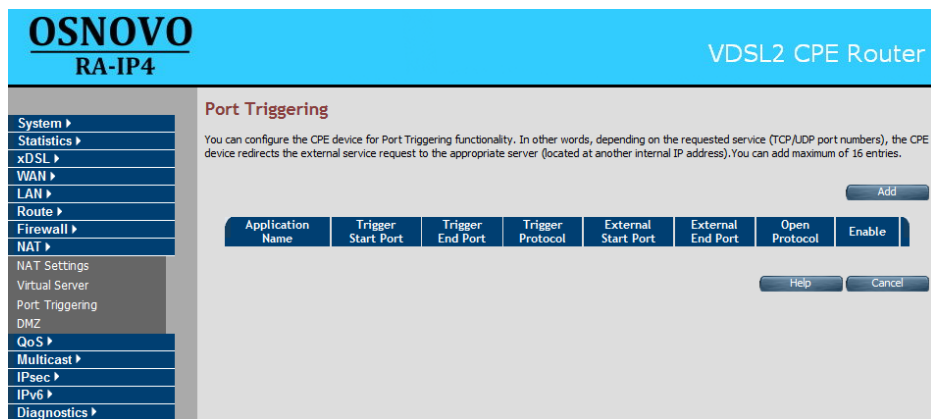 OSNOVO
RA-IP4
VDSL2 CPE Router
System
Statistics
xDSL
WAN
LAN
Route
Firewall
NAT
NAT Settings
Virtual Server
Port Triggering
DMZ
QoS
Multicast
IPsec
IPv6
Diagnostics
Port Triggering
You can configure the CPE device for Port Triggering functionality. In other words, depending on the requested service (TCP/UDP port numbers), the CPE
device redirects the external service request to the appropriate server (located at another internal IP address).You can add maximum of 16 entries.
Add
Application Name Trigger Start Port Trigger End Port Trigger Protocol External Start Port External End Port Open Protocol Enable
Help Cancel